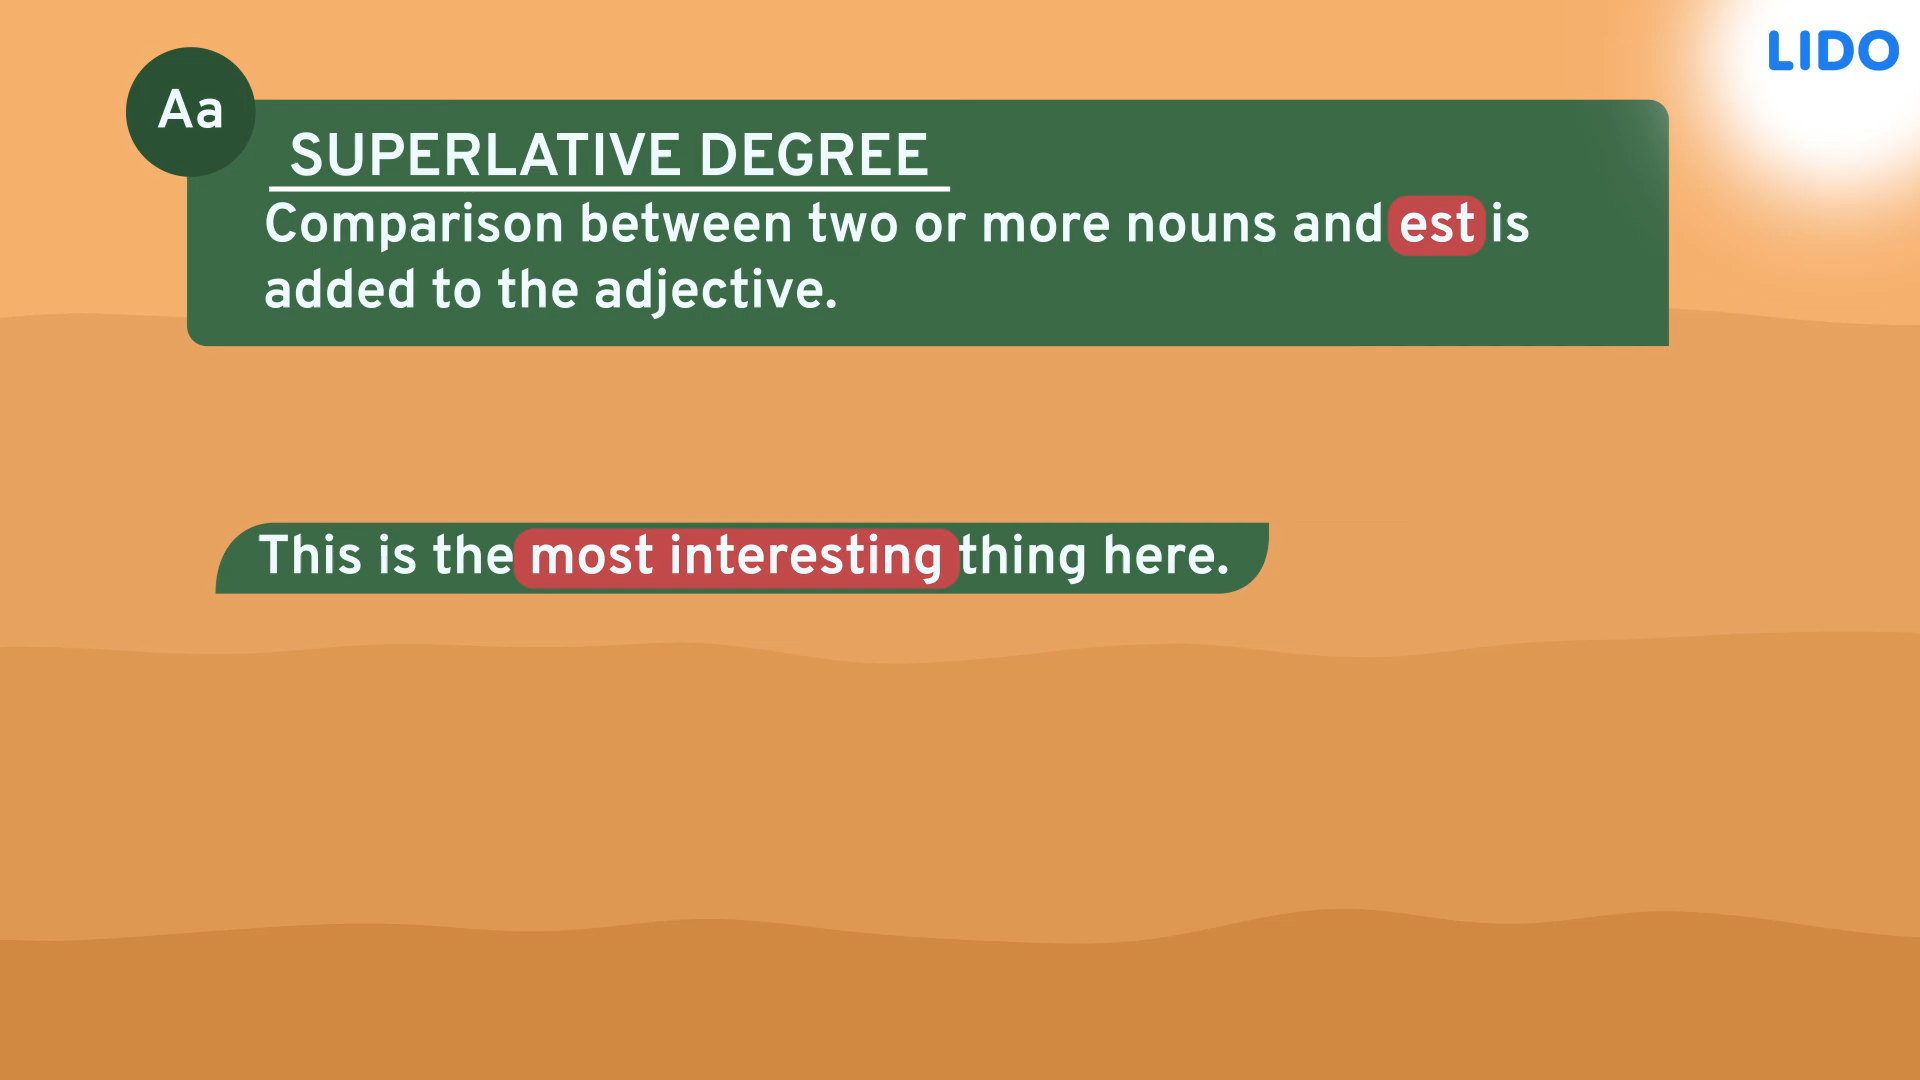 LIDO
Aa
SUPERLATIVE DEGREE
Comparison between two or more nouns and est is
added to the adjective.
This is the most interesting thing here.